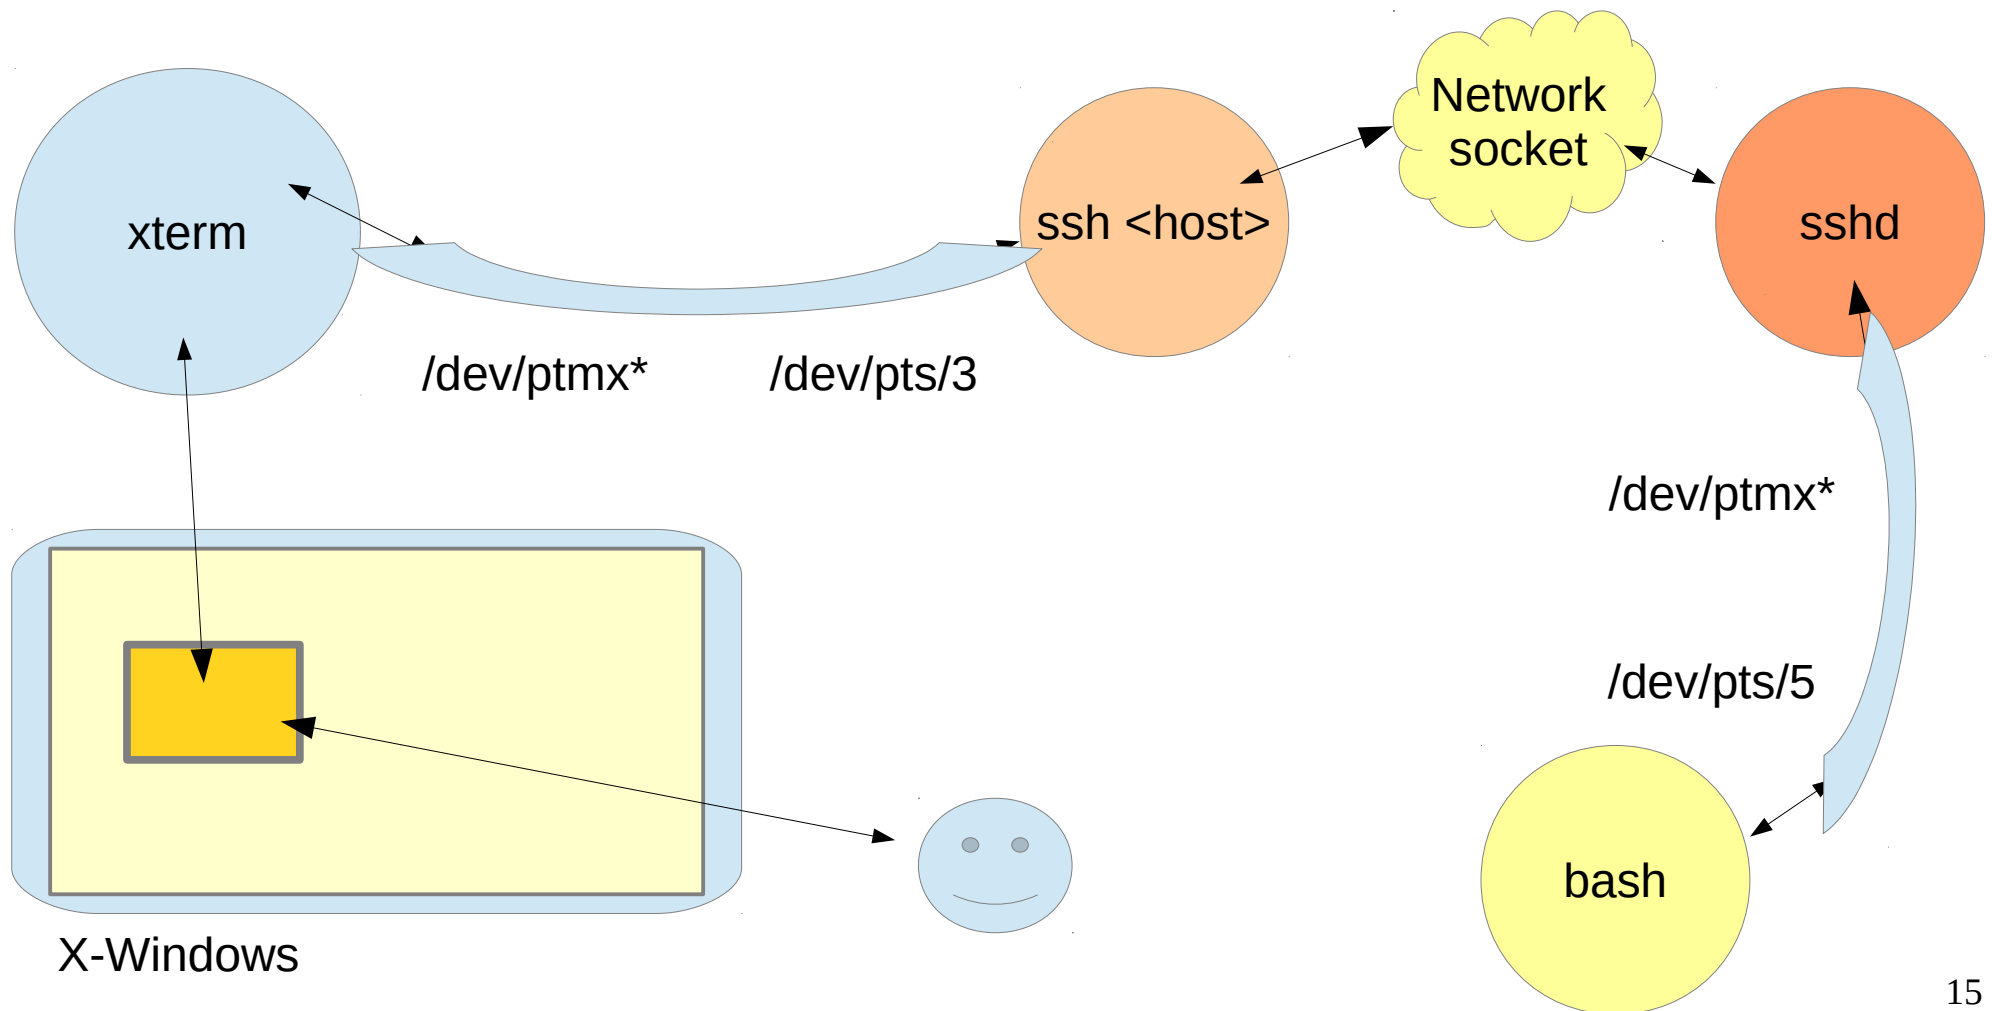 Network
socket
xterm
ssh <host>
sshd
/dev/ptmx*
/dev/pts/3
/dev/ptmx*
/dev/pts/5
bash
X-Windows
15